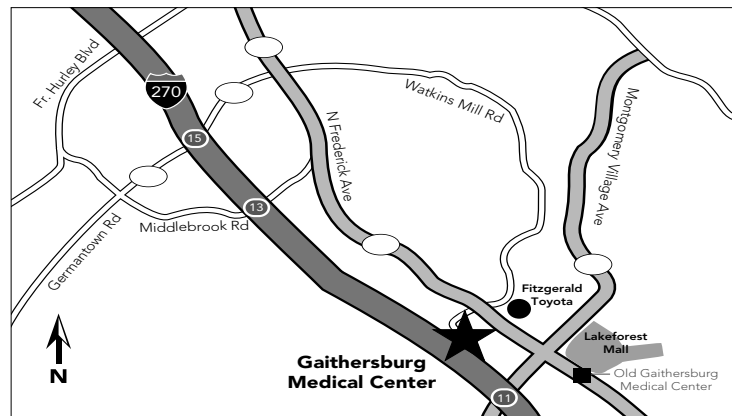 Fr. Hurley Blvd
270
Watkins Mill Rd
N Frederick Ave
Montgomery Village Ave
15
13
Middlebrook Rd
Germantown Rd
Fitzgerald
Toyota
Lakeforest
Mall
Gaithersburg
Medical Center
Old Gaithersburg
Medical Center
N
11